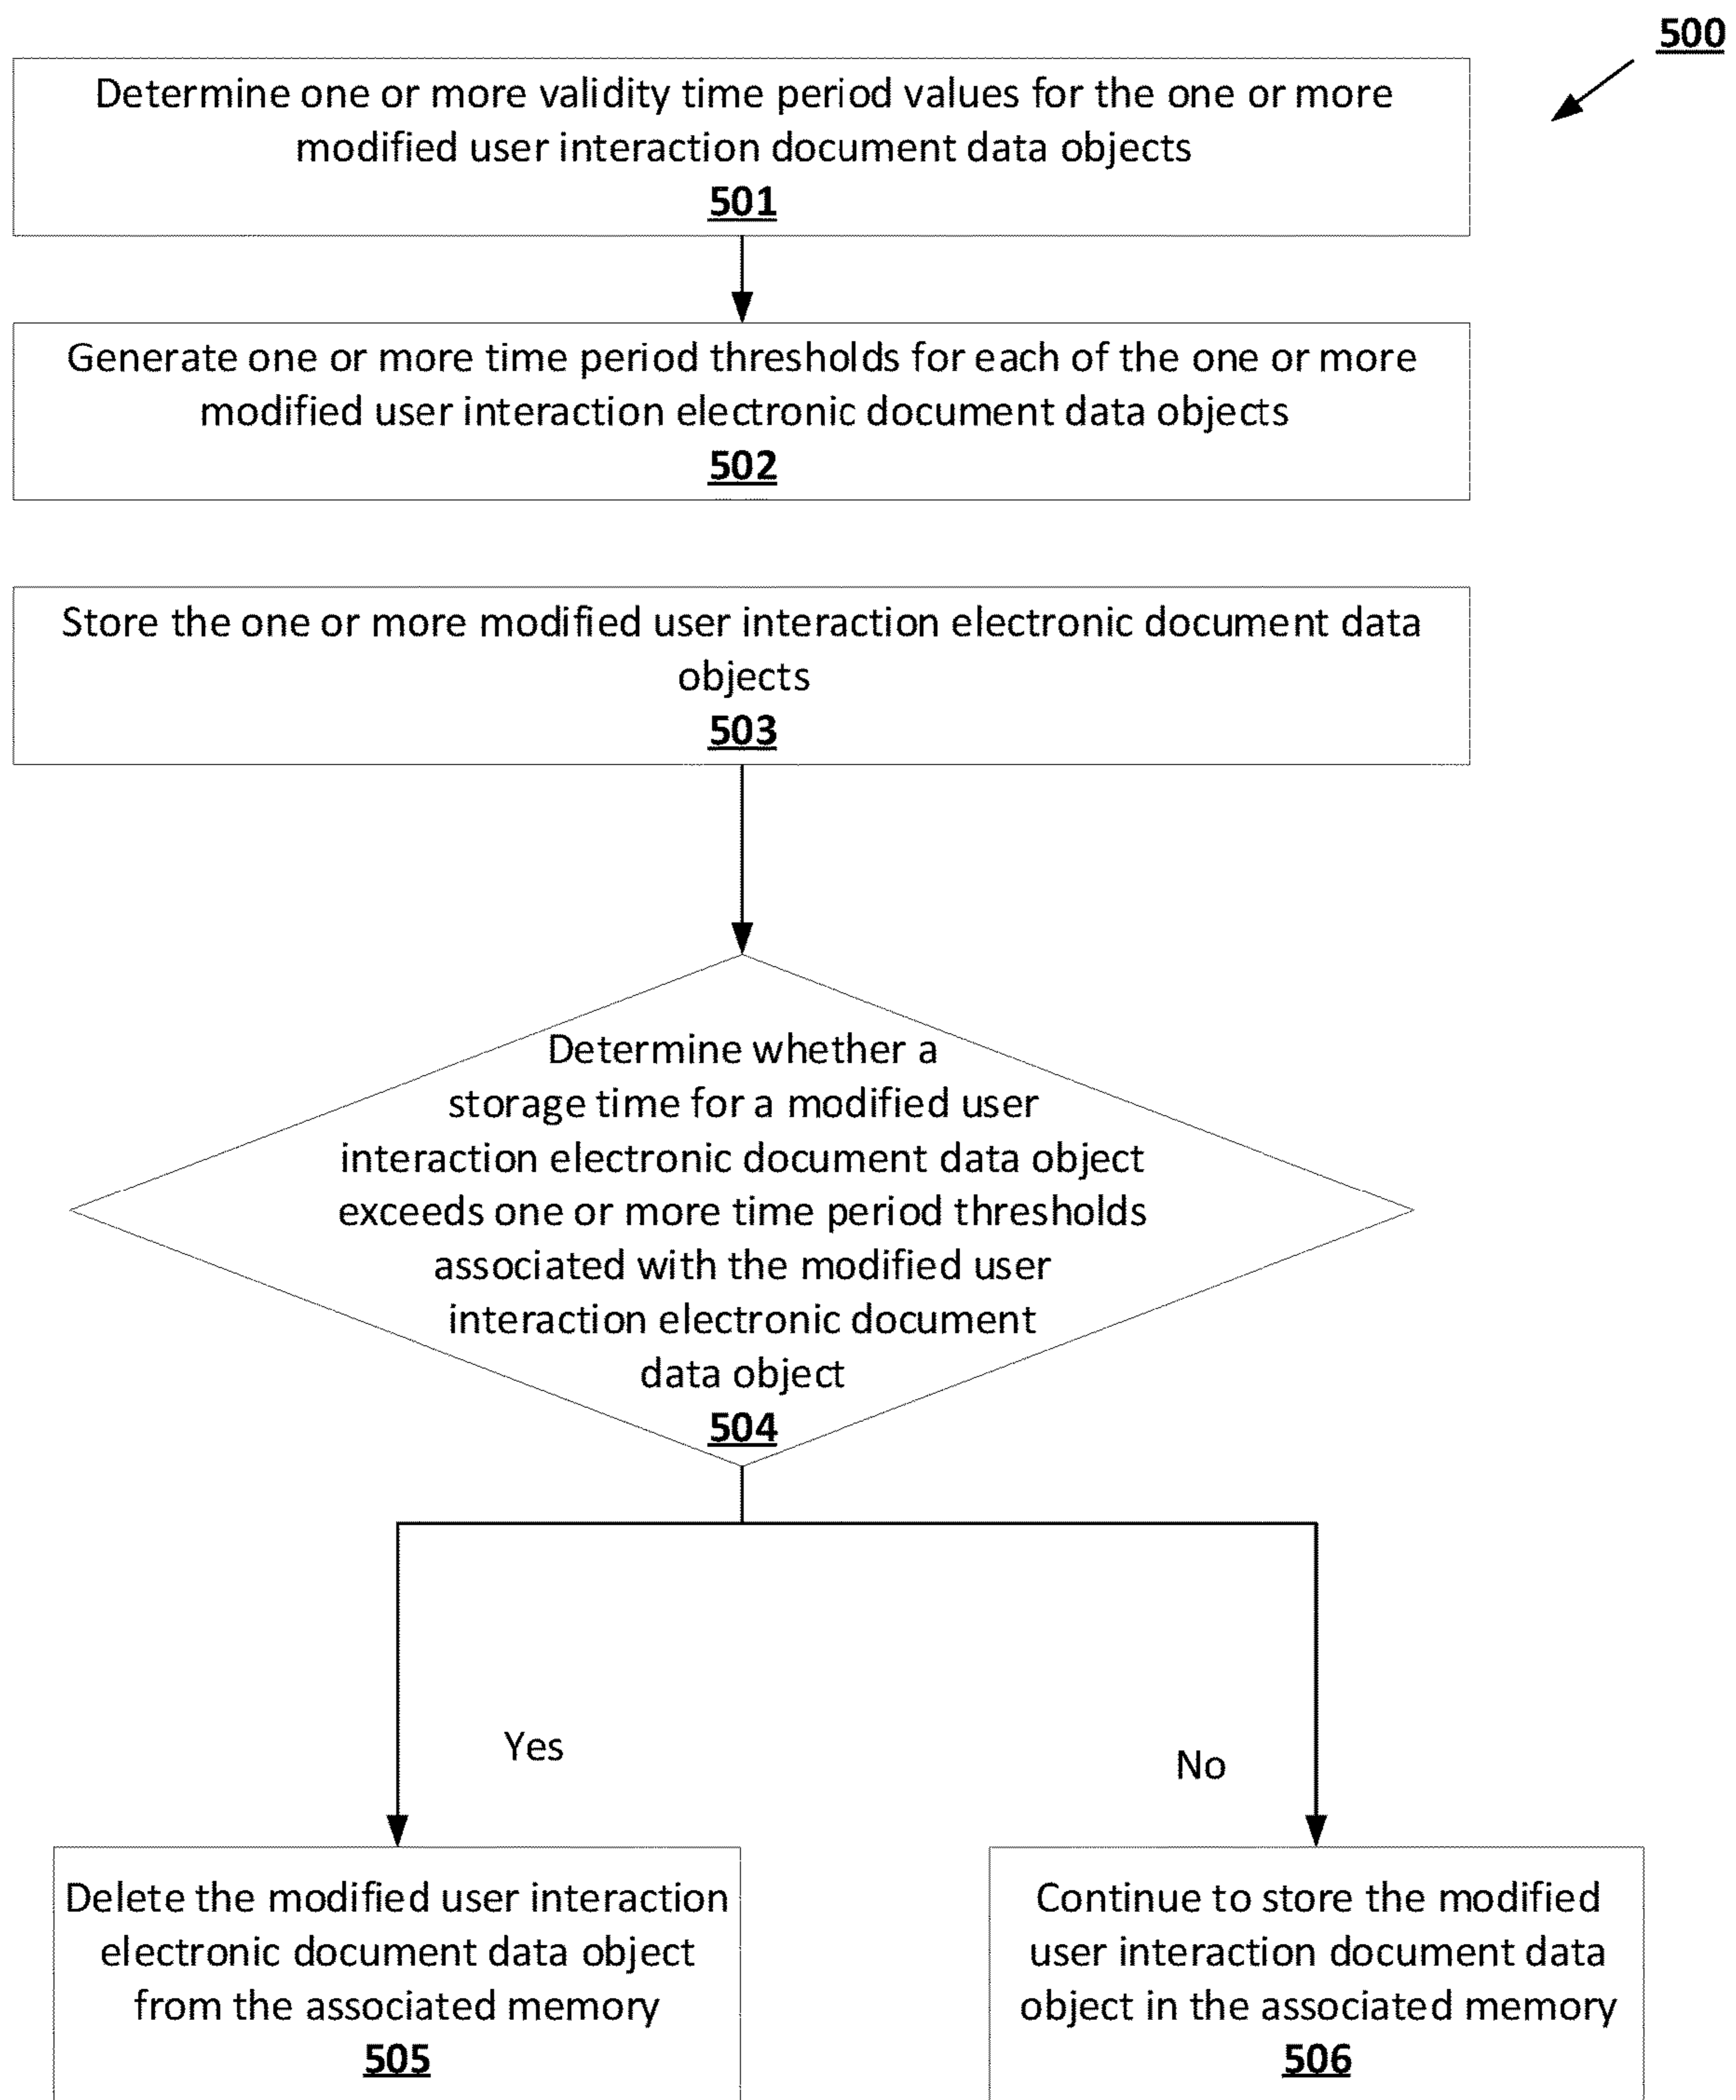 500
Determine one or more validity time period values for the one or more
modified user interaction document data objects
501
Generate one or more time period thresholds for each of the one or more
modified user interaction electronic document data objects
502
Store the one or more modified user interaction electronic document data
objects
503
Determine whether a
storage time for a modified user
interaction electronic document data object
exceeds one or more time period thresholds
associated with the modified user
interaction electronic document
data object
504
Yes
No
Delete the modified user interaction
electronic document data object
from the associated memory
505
Continue to store the modified
user interaction document data
object in the associated memory
506